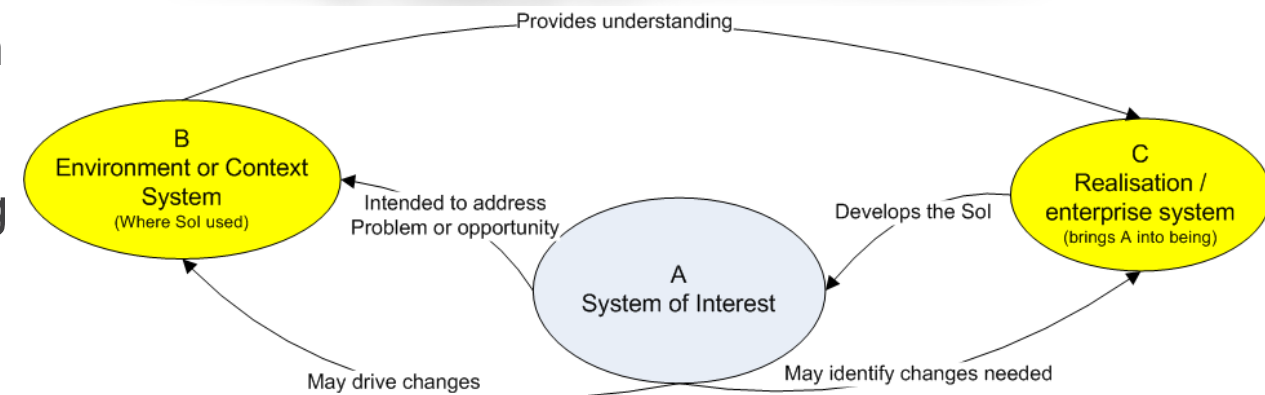 Provides understanding
B
Environment or Context
System
(Where SoI used)
Intended to address
Problem or opportunity
A
System of Interest
Develops the SoI
C
Realisation /
enterprise system
(brings A into being)
May drive changes
May identify changes needed